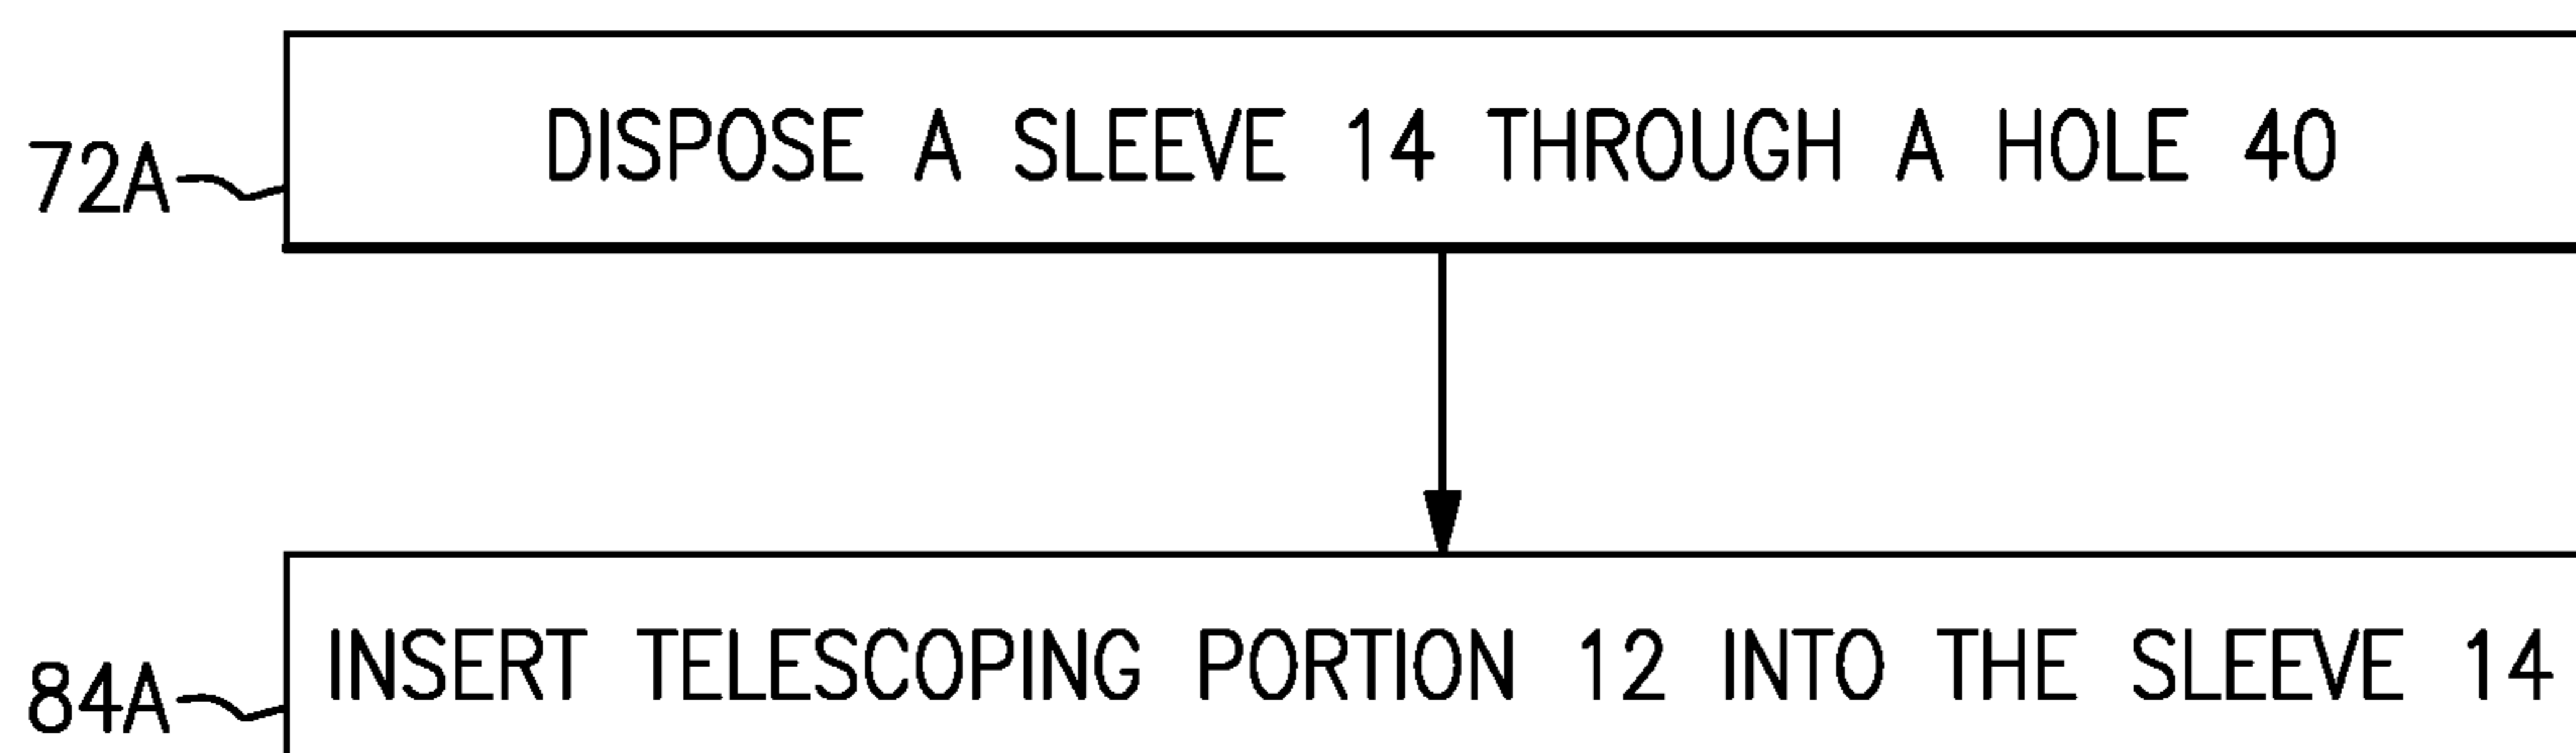 72A
DISPOSE A SLEEVE 14 THROUGH A HOLE 40
84A
INSERT TELESCOPING PORTION 12 INTO THE SLEEVE 14